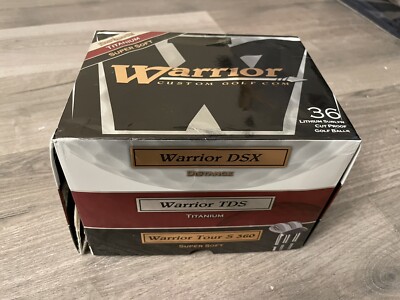 TITANIUM
SUPER SOFT
Warrior
CUSTOM GOLF.COM
36
LITHIUM SURLYN
CUT PROOF
GOLF BALLS
Warrior DSX
DISTANCE
Warrior TDS
TITANIUM
Warrior Tour S 360
SUPER SOFT